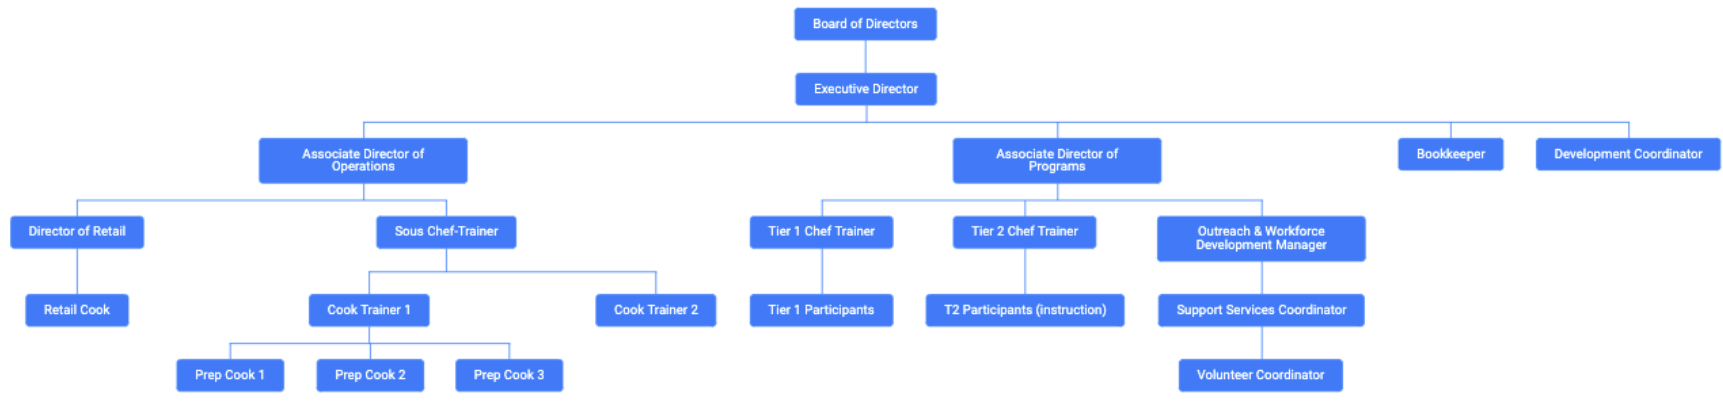 Board of Directors
Executive Director
Associate Director of
Operations
Associate Director of
Programs
Bookkeeper
Development Coordinator
Director of Retail
Sous Chef-Trainer
Tier 1 Chef Trainer
Tier 2 Chef Trainer
Outreach & Workforce
Development Manager
Retail Cook
Cook Trainer 1
Cook Trainer 2
Tier 1 Participants
T2 Participants (instruction)
Support Services Coordinator
Prep Cook 1
Prep Cook 2
Prep Cook 3
Volunteer Coordinator